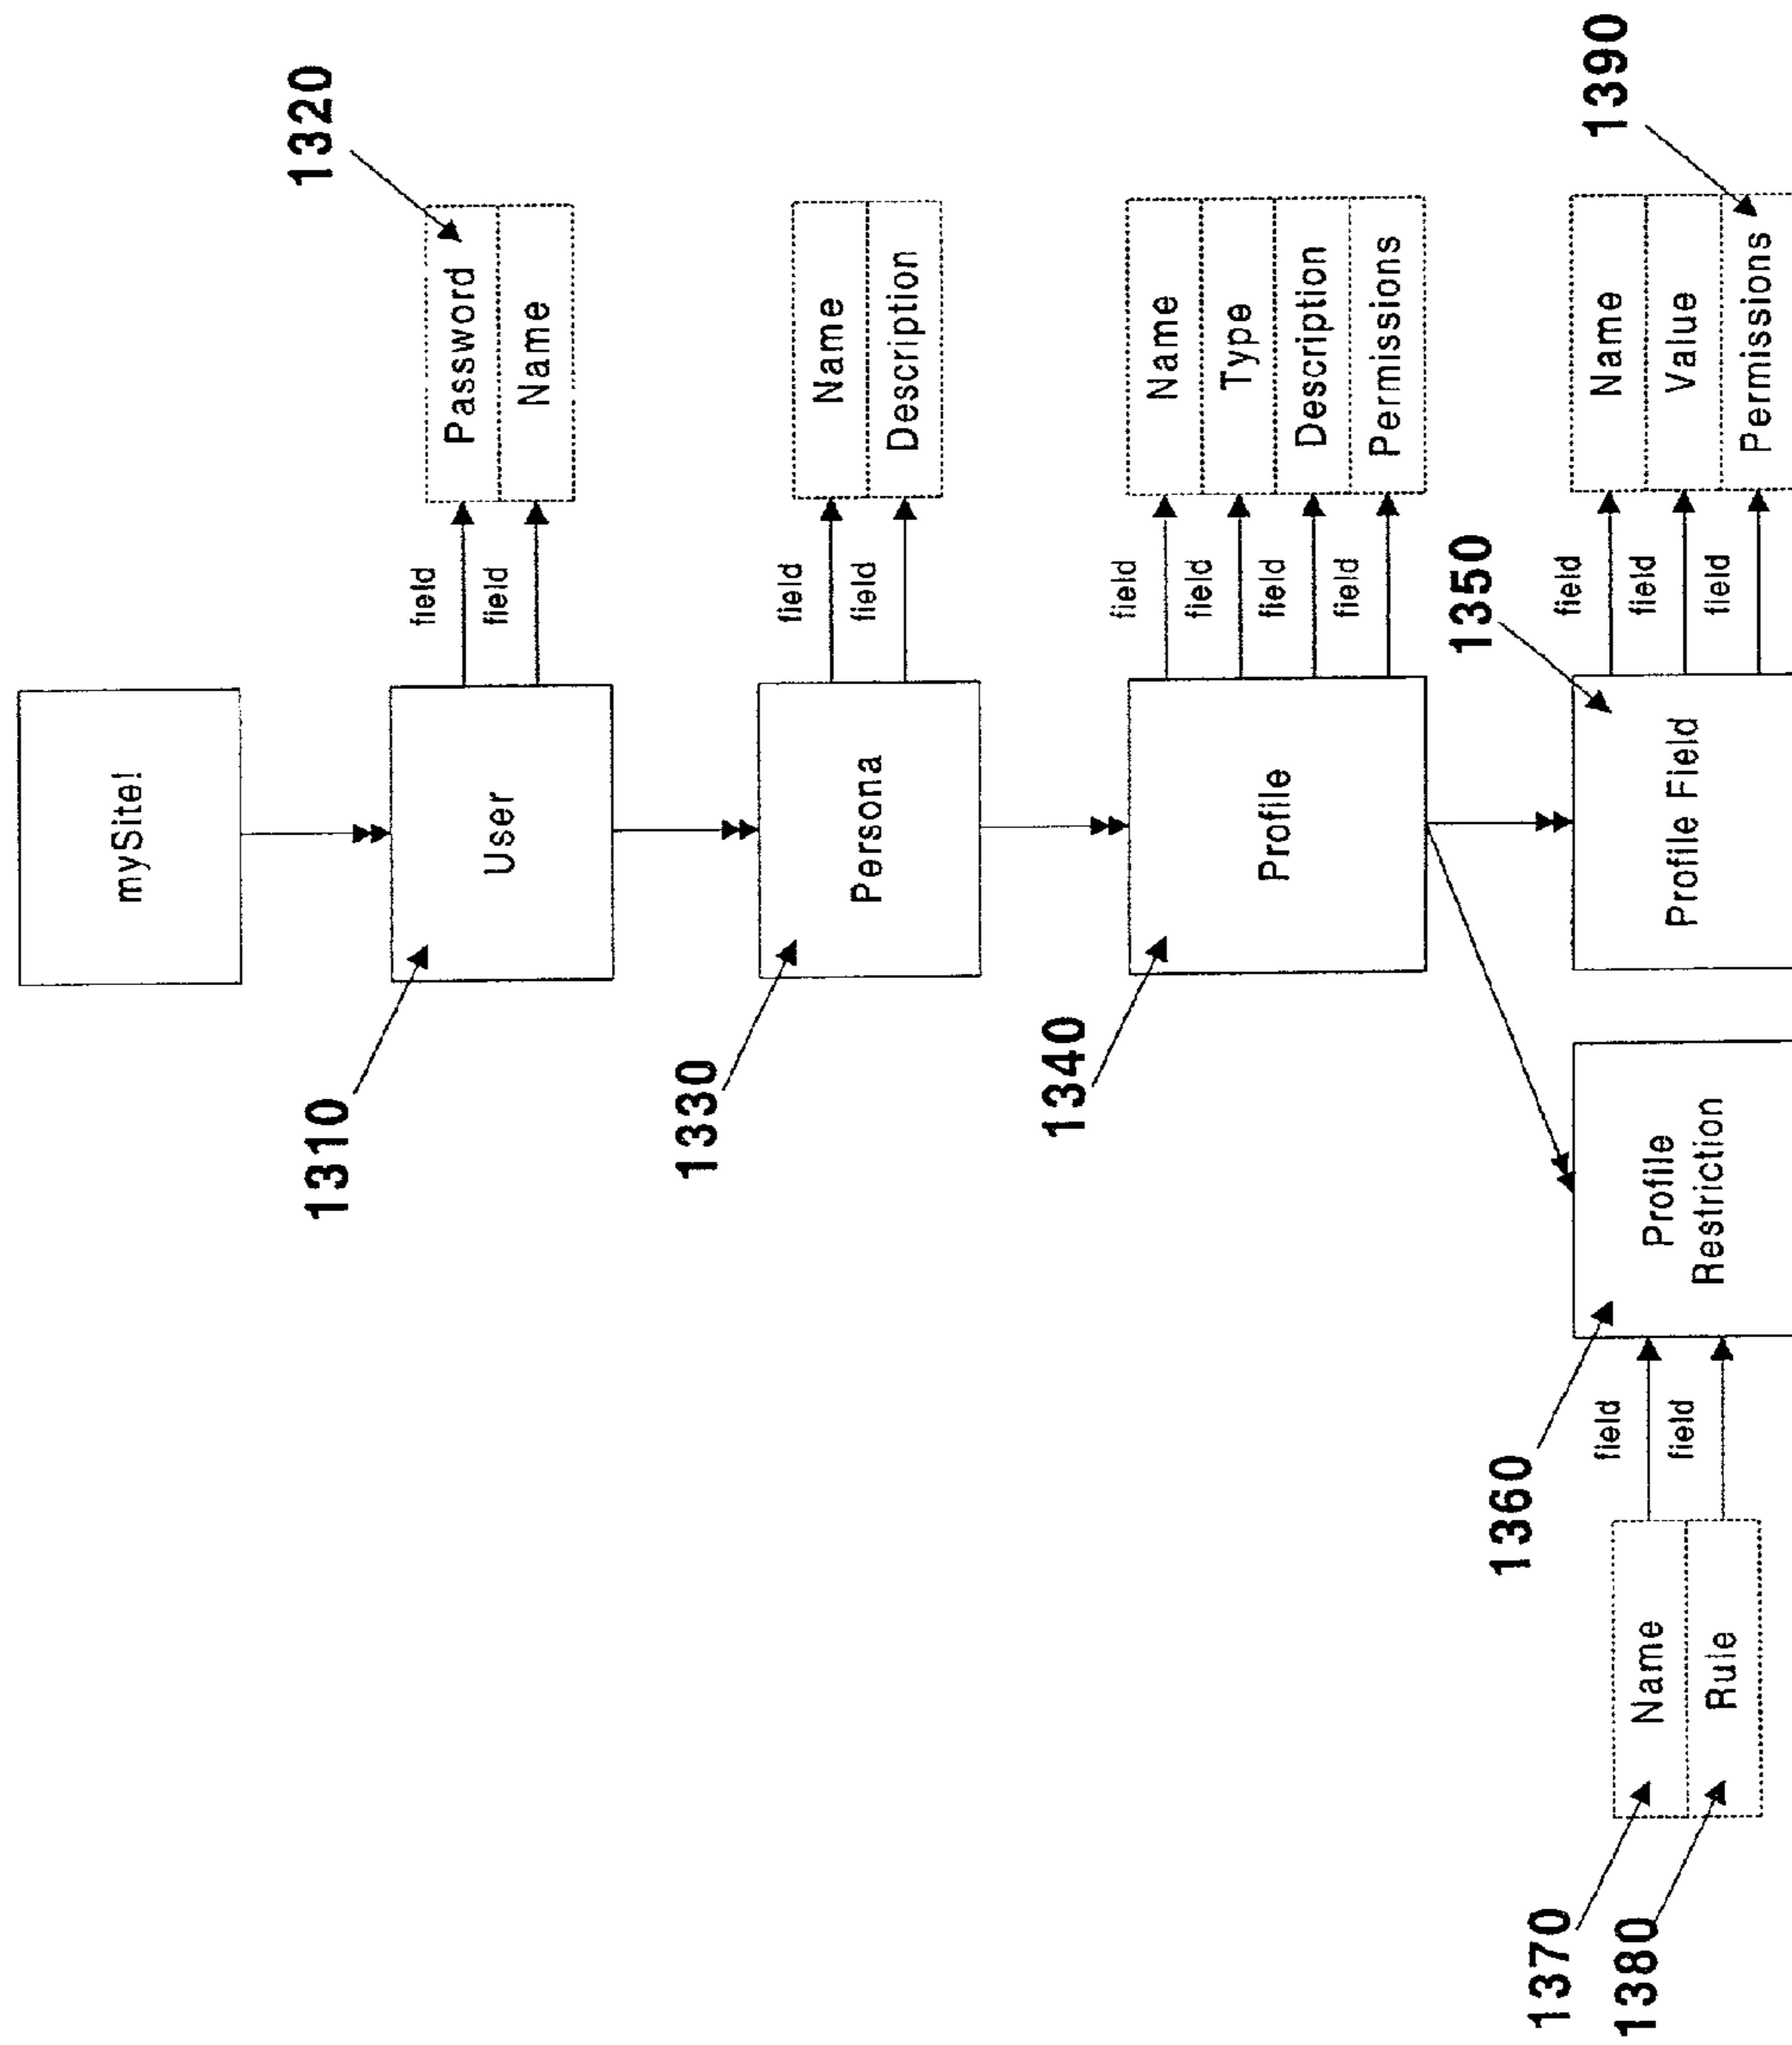 mySite!
1310
User
field
Password
field
Name
1320
1330
Persona
field
Name
field
Description
1340
Profile
field
Name
field
Type
field
Description
field
Permissions
1350
Profile Field
field
Name
field
Value
field
Permissions
1390
1360
Profile
Restriction
field
Name
field
Rule
1370
1380